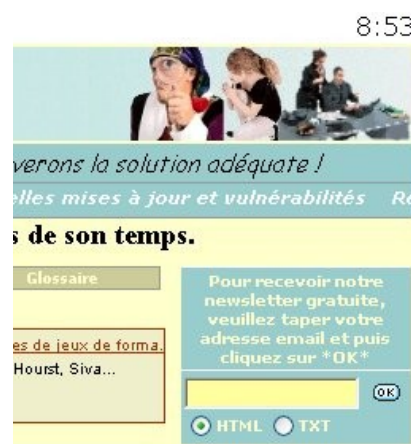 8:53
verons la solution adéquate !
elles mises à jour et vulnérabilités Re
s de son temps.
Glossaire
Pour recevoir notre
newsletter gratuite,
veuillez taper votre
adresse email et puis
cliquez sur *OK*
es de jeux de forma.
Hourst, Siva...
OK
HTML TXT